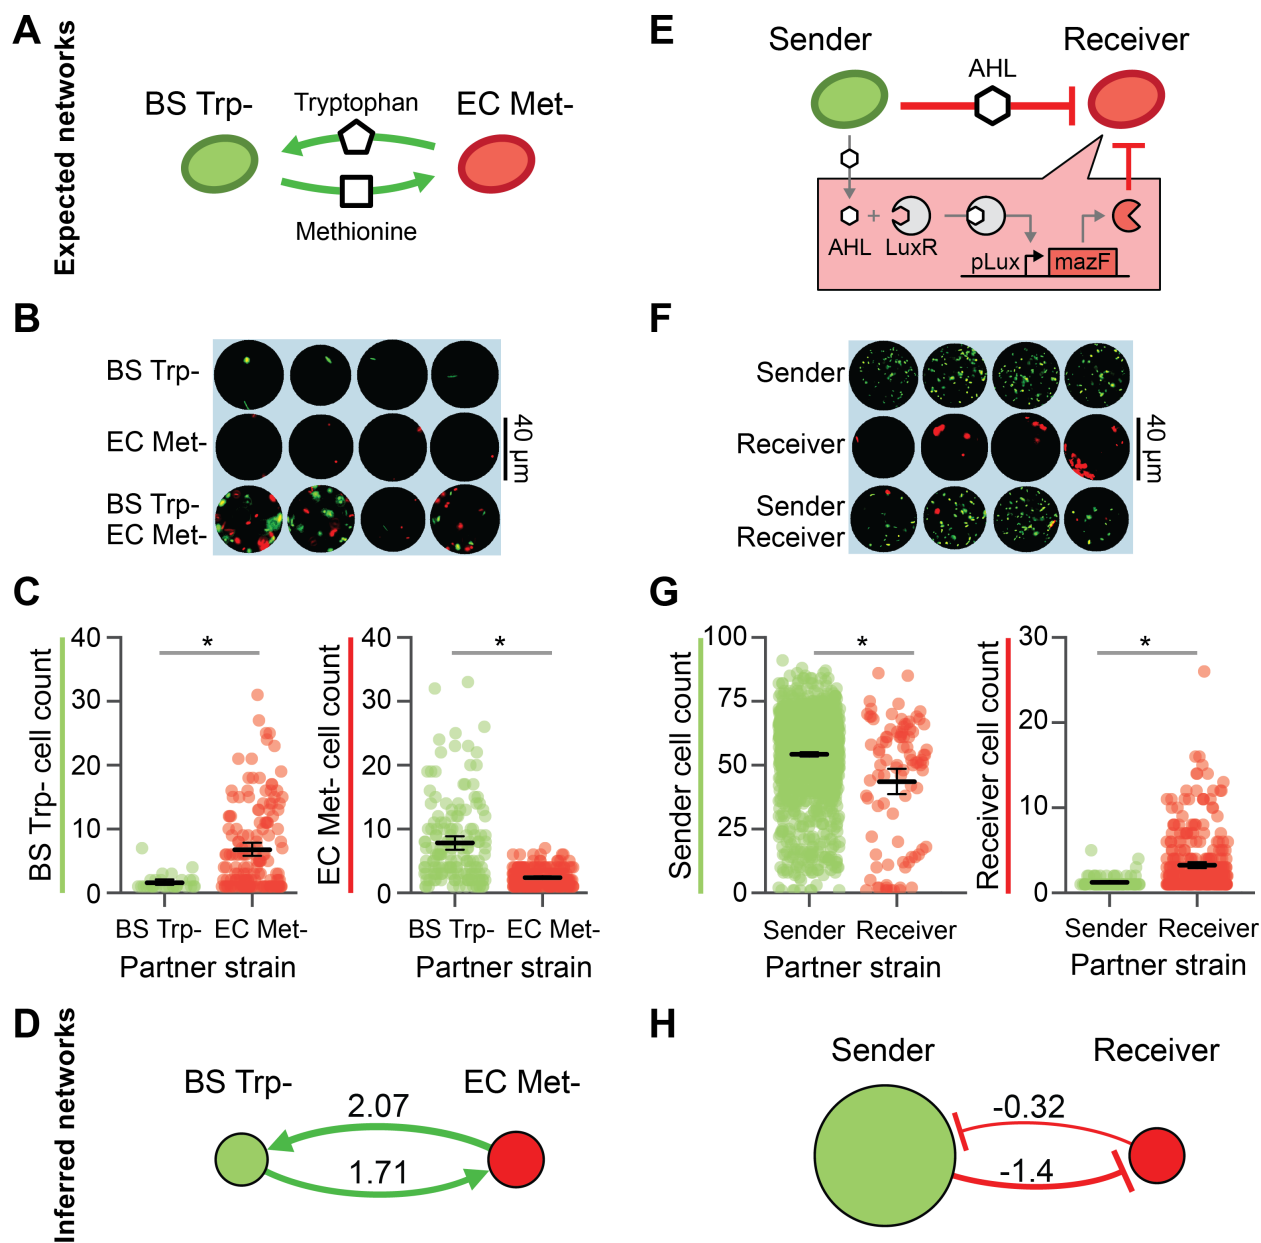 A
Expected networks
BS Trp-
Tryptophan
EC Met-
Methionine
B
BS Trp-
EC Met-
BS Trp-
EC Met-
40 µm
C
BS Trp- cell count
40
30
20
10
0
*
BS Trp- EC Met-
Partner strain
EC Met- cell count
40
30
20
10
0
*
BS Trp- EC Met-
Partner strain
D
Inferred networks
BS Trp-
EC Met-
2.07
1.71
E
Sender
Receiver
AHL
AHL
+
LuxR
pLux
mazF
F
Sender
Receiver
Sender
Receiver
40 µm
G
Sender cell count
100
75
50
25
0
*
Sender Receiver
Partner strain
Receiver cell count
30
20
10
0
*
Sender Receiver
Partner strain
H
Sender
Receiver
-0.32
-1.4